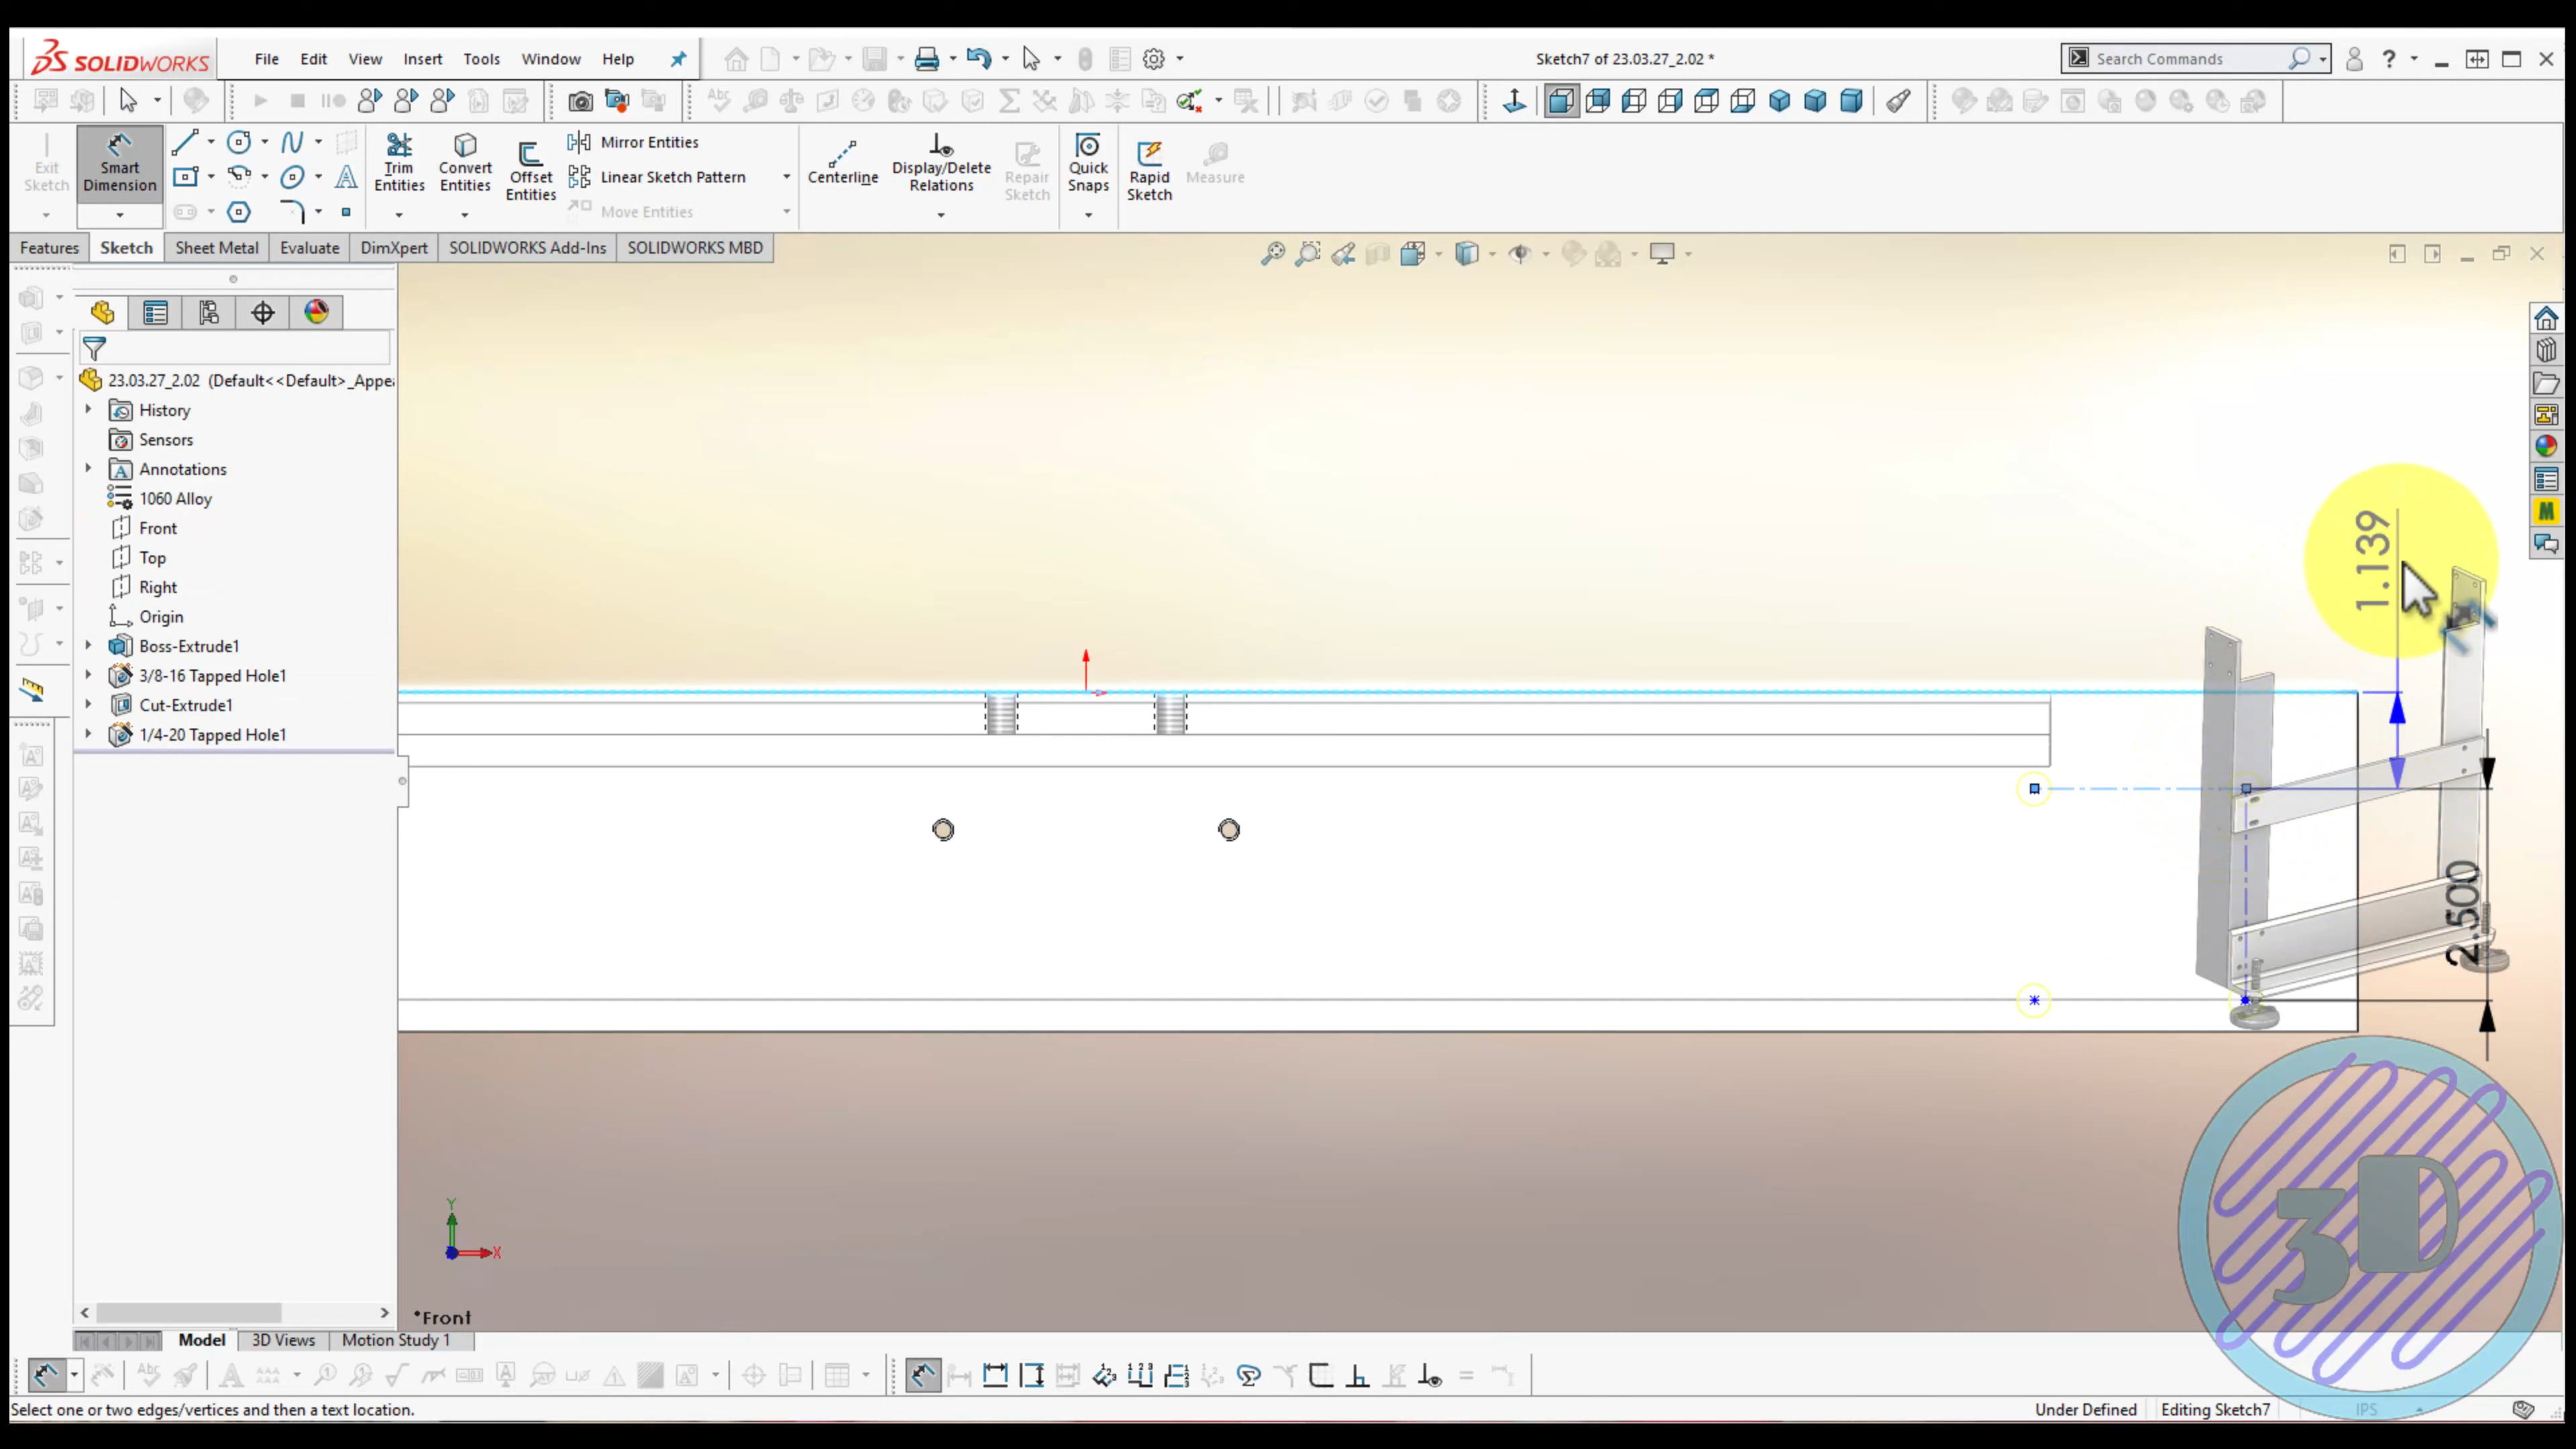 SOLIDWORKS
File Edit View Insert Tools Window Help
Sketch7 of 23.03.27_2.02 *
Search Commands
Exit Sketch
Smart Dimension
Trim Entities
Convert Entities
Offset Entities
Mirror Entities
Linear Sketch Pattern
Move Entities
Centerline
Display/Delete Relations
Repair Sketch
Quick Snaps
Rapid Sketch
Measure
Features Sketch Sheet Metal Evaluate DimXpert SOLIDWORKS Add-Ins SOLIDWORKS MBD
23.03.27_2.02 (Default<<Default>_Appea
History
Sensors
Annotations
1060 Alloy
Front
Top
Right
Origin
Boss-Extrude1
3/8-16 Tapped Hole1
Cut-Extrude1
1/4-20 Tapped Hole1
1.139
2.500
Y
X
*Front
3D
Model 3D Views Motion Study 1
Select one or two edges/vertices and then a text location.
Under Defined Editing Sketch7 IPS